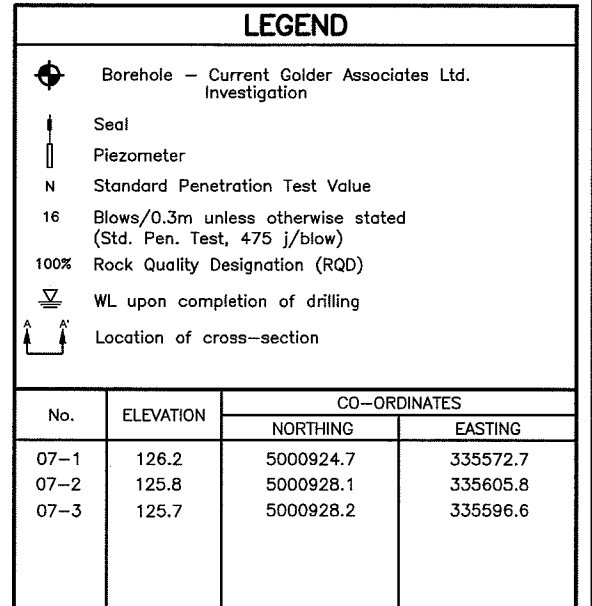 LEGEND
Borehole – Current Golder Associates Ltd.
Investigation
Seal
Piezometer
N Standard Penetration Test Value
16 Blows/0.3m unless otherwise stated
(Std. Pen. Test, 475 j/blow)
100% Rock Quality Designation (RQD)
WL upon completion of drilling
A A'
Location of cross–section
No. ELEVATION CO–ORDINATES
NORTHING EASTING
07–1 126.2 5000924.7 335572.7
07–2 125.8 5000928.1 335605.8
07–3 125.7 5000928.2 335596.6